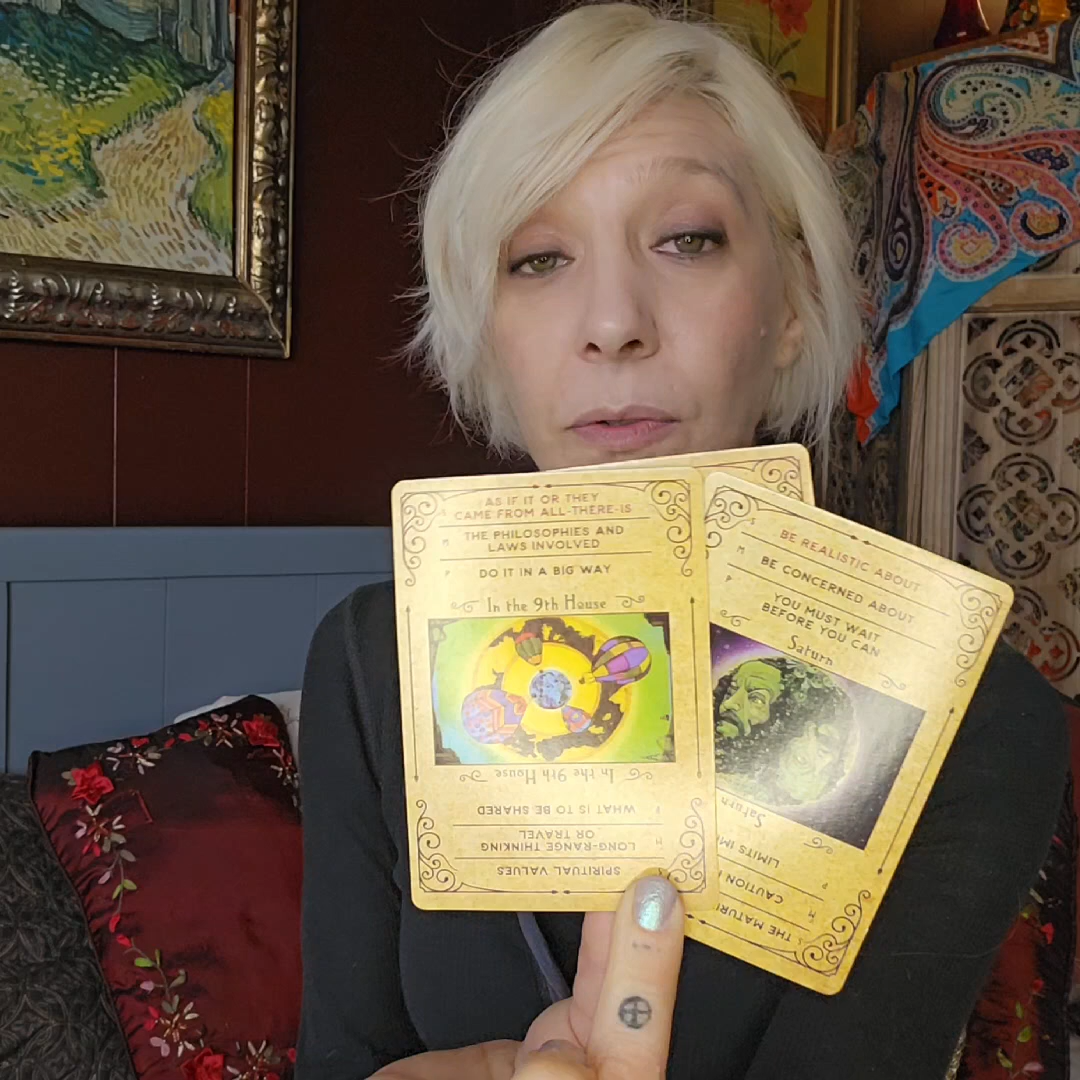 AS IF IT OR THEY
CAME FROM ALL-THERE-IS
M THE PHILOSOPHIES AND
LAWS INVOLVED
P DO IT IN A BIG WAY
In the 9th House
In the 9th House
P WHAT IS TO BE SHARED
M LONG-RANGE THINKING
OR TRAVEL
S SPIRITUAL VALUES
S BE REALISTIC ABOUT
M BE CONCERNED ABOUT
P YOU MUST WAIT
BEFORE YOU CAN
Saturn
Saturn
P LIMITS
M CAUTION
S THE